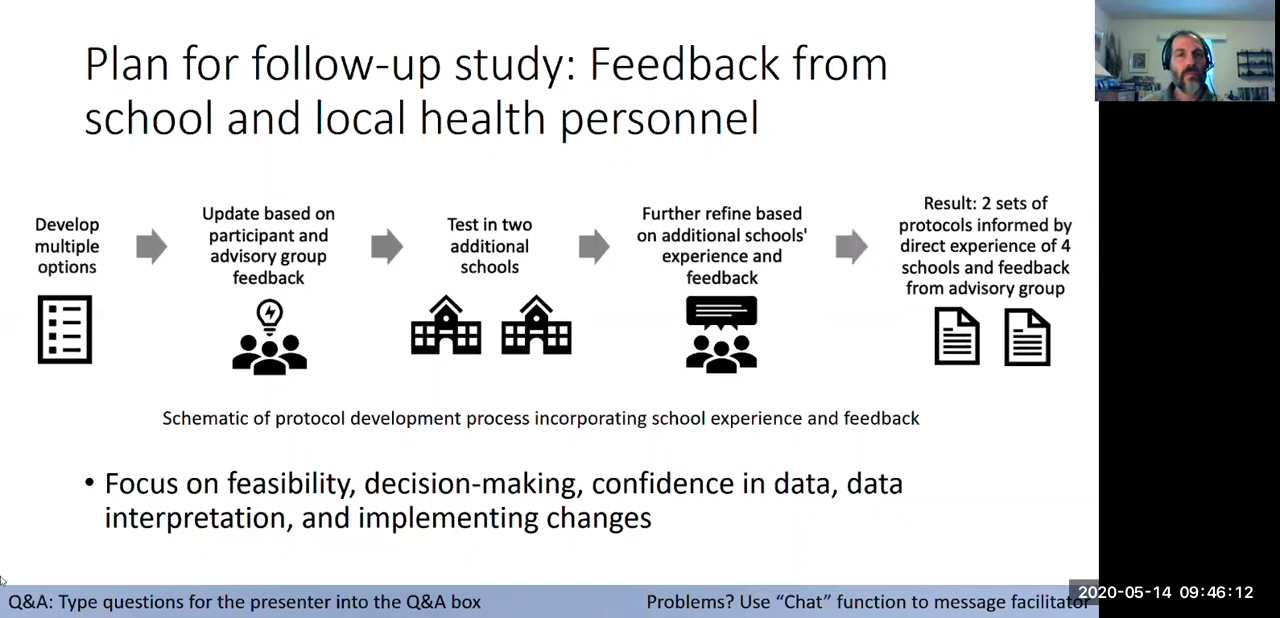 Plan for follow-up study: Feedback from
school and local health personnel
Develop
multiple
options
Update based on
participant and
advisory group
feedback
Test in two
additional
schools
Further refine based
on additional schools'
experience and
feedback
Result: 2 sets of
protocols informed by
direct experience of 4
schools and feedback
from advisory group
Schematic of protocol development process incorporating school experience and feedback
• Focus on feasibility, decision-making, confidence in data, data
interpretation, and implementing changes
Q&A: Type questions for the presenter into the Q&A box
Problems? Use “Chat” function to message facilitator
2020-05-14 09:46:12